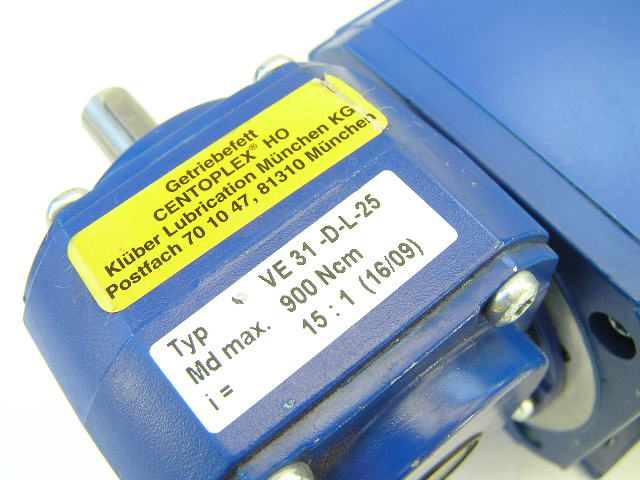 Getriebefett
CENTOPLEX® HO
Klüber Lubrication München KG
Postfach 70 10 47, 81310 München
Typ VE 31 -D-L-25
Md max. 900 Ncm
i = 15 : 1 (16/09)